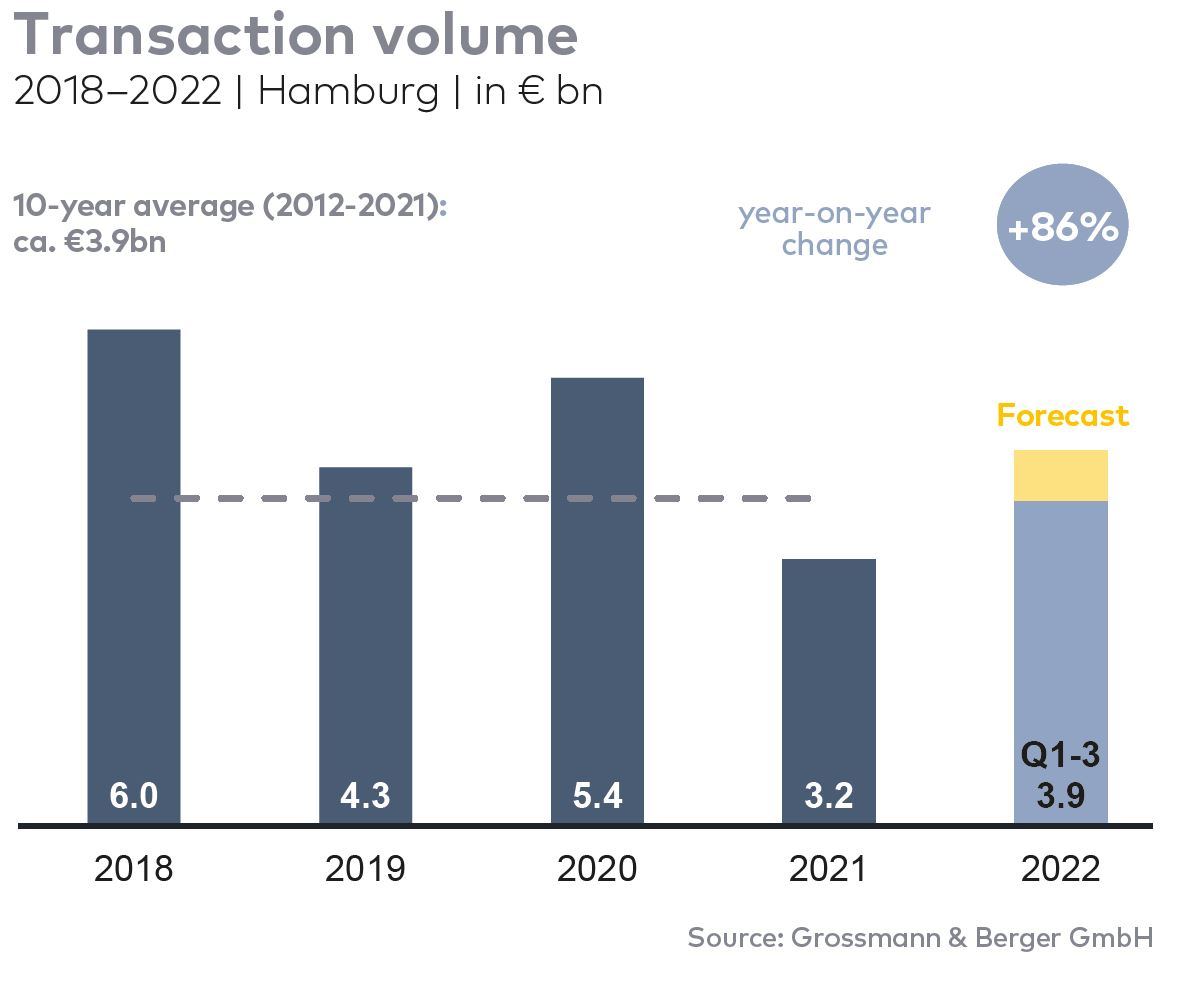 Transaction volume
2018–2022 | Hamburg | in € bn
10-year average (2012-2021):
ca. €3.9bn
year-on-year
change
+86%
Forecast
Q1-3
6.0 4.3 5.4 3.2 3.9
2018 2019 2020 2021 2022
Source: Grossmann & Berger GmbH